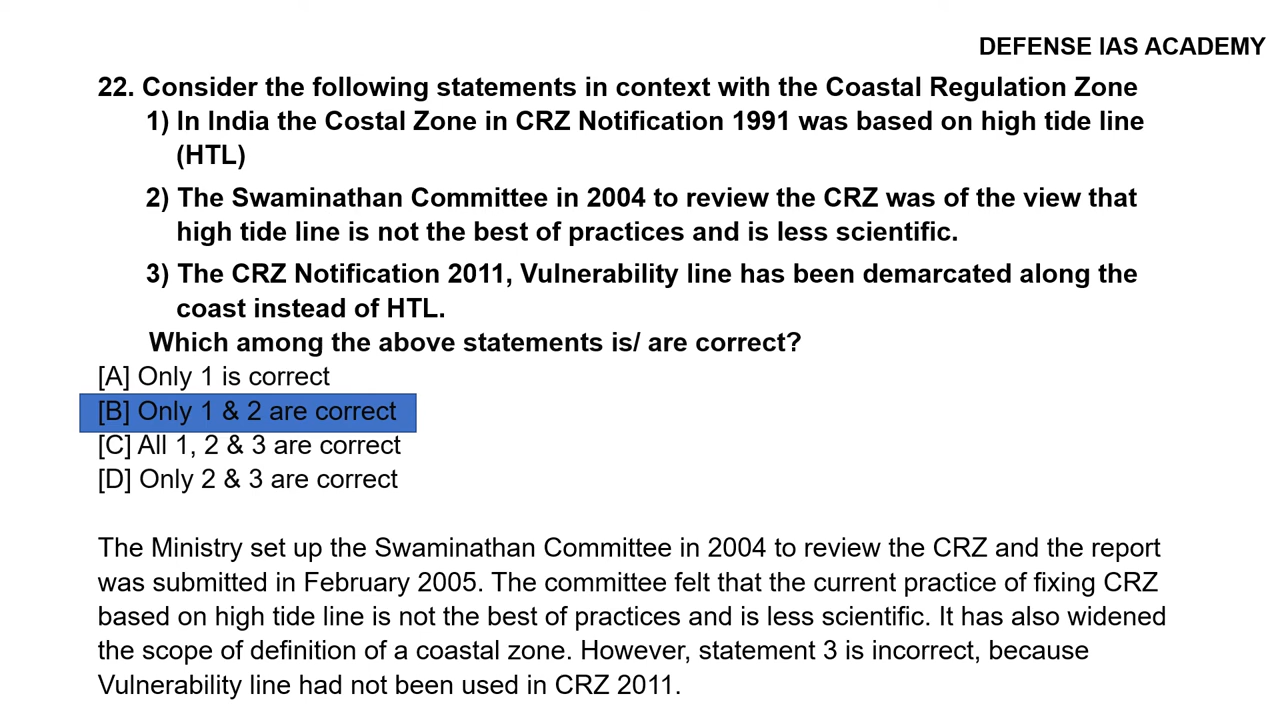 DEFENSE IAS ACADEMY
22. Consider the following statements in context with the Coastal Regulation Zone
1) In India the Costal Zone in CRZ Notification 1991 was based on high tide line
(HTL)
2) The Swaminathan Committee in 2004 to review the CRZ was of the view that
high tide line is not the best of practices and is less scientific.
3) The CRZ Notification 2011, Vulnerability line has been demarcated along the
coast instead of HTL.
Which among the above statements is/ are correct?
[A] Only 1 is correct
[B] Only 1 & 2 are correct
[C] All 1, 2 & 3 are correct
[D] Only 2 & 3 are correct
The Ministry set up the Swaminathan Committee in 2004 to review the CRZ and the report
was submitted in February 2005. The committee felt that the current practice of fixing CRZ
based on high tide line is not the best of practices and is less scientific. It has also widened
the scope of definition of a coastal zone. However, statement 3 is incorrect, because
Vulnerability line had not been used in CRZ 2011.